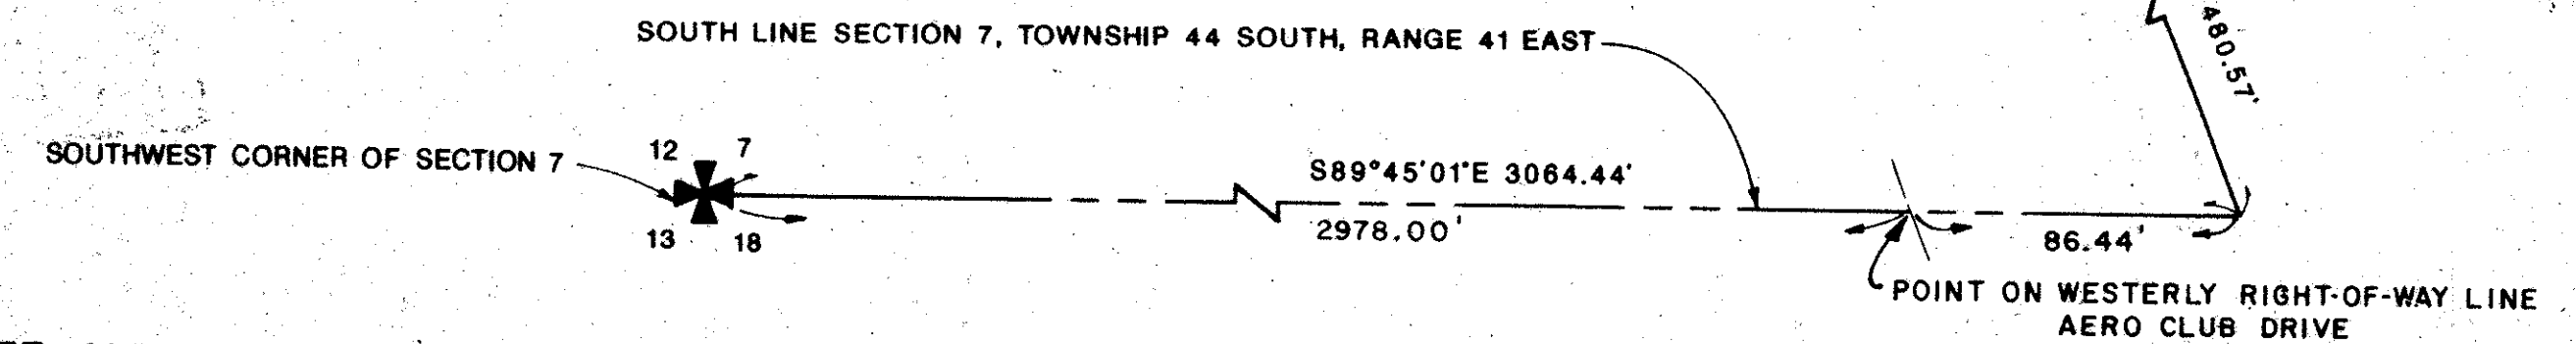 SOUTH LINE SECTION 7, TOWNSHIP 44 SOUTH, RANGE 41 EAST
480.57'
SOUTHWEST CORNER OF SECTION 7
12 7
13 18
S89°45'01"E 3064.44'
2978.00'
86.44'
POINT ON WESTERLY RIGHT-OF-WAY LINE
AERO CLUB DRIVE